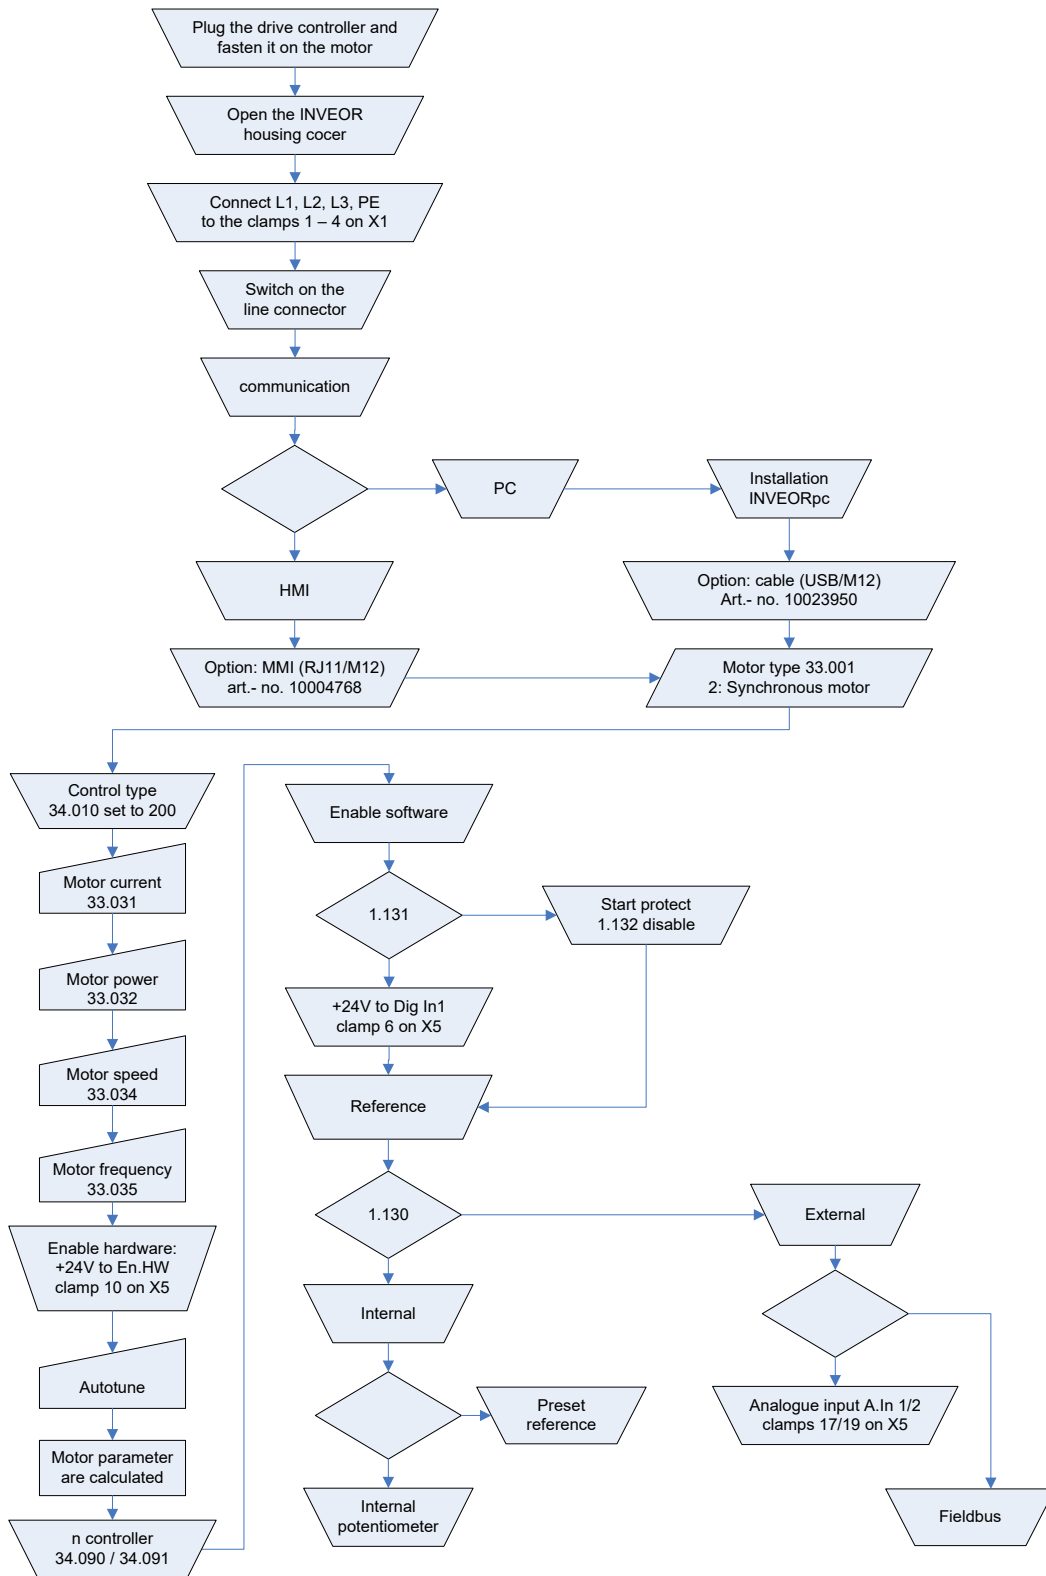 Plug the drive controller and
fasten it on the motor
Open the INVEOR
housing cocer
Connect L1, L2, L3, PE
to the clamps 1 – 4 on X1
Switch on the
line connector
communication
PC
Installation
INVEORpc
HMI
Option: cable (USB/M12)
Art.- no. 10023950
Option: MMI (RJ11/M12)
art.- no. 10004768
Motor type 33.001
2: Synchronous motor
Control type
34.010 set to 200
Motor current
33.031
Motor power
33.032
Motor speed
33.034
Motor frequency
33.035
Enable hardware:
+24V to En.HW
clamp 10 on X5
Autotune
Motor parameter
are calculated
n controller
34.090 / 34.091
Enable software
1.131
Start protect
1.132 disable
+24V to Dig In1
clamp 6 on X5
Reference
1.130
External
Internal
Preset
reference
Analogue input A.In 1/2
clamps 17/19 on X5
Internal
potentiometer
Fieldbus